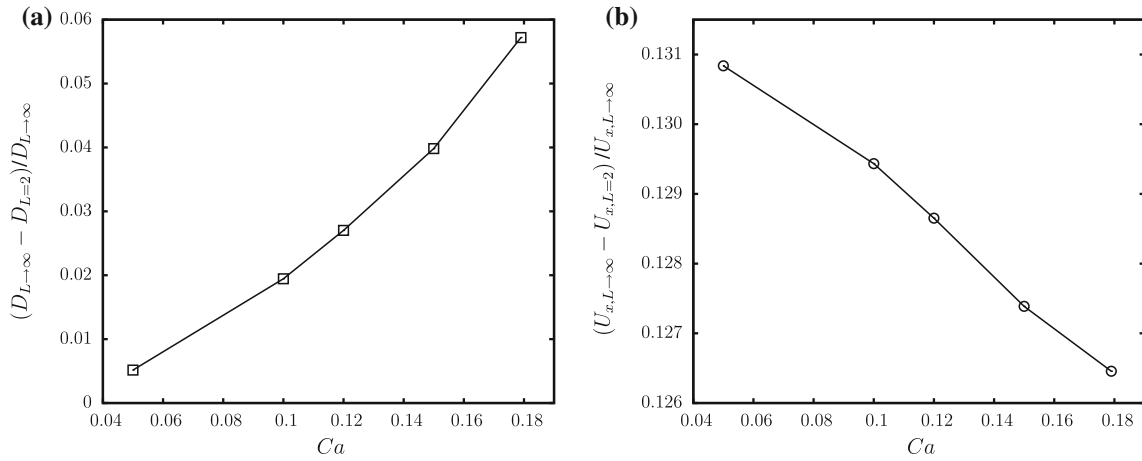 (a)
0.06
0.05
0.04
0.03
0.02
0.01
0
0.04 0.06 0.08 0.1 0.12 0.14 0.16 0.18
Ca
(D_{L→∞} − D_{L=2})/D_{L→∞}
(b)
0.131
0.130
0.129
0.128
0.127
0.126
0.04 0.06 0.08 0.10 0.12 0.14 0.16 0.18
Ca
(U_{x,L→∞} − U_{x,L=2})/U_{x,L→∞}